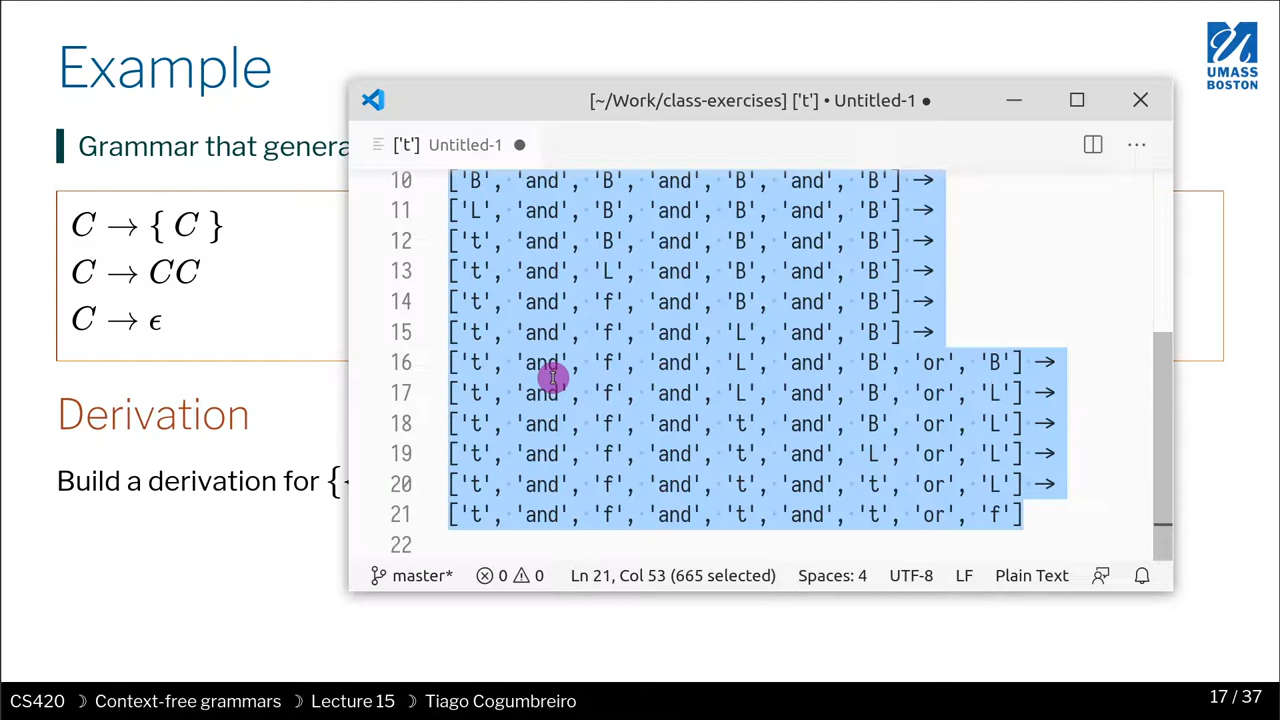 Example
UMASS
BOSTON
[~/Work/class-exercises] ['t'] • Untitled-1 ●
['t'] Untitled-1 ●
Grammar that genera
10 ['B', 'and', 'B', 'and', 'B', 'and', 'B'] →
11 ['L', 'and', 'B', 'and', 'B', 'and', 'B'] →
12 ['t', 'and', 'B', 'and', 'B', 'and', 'B'] →
13 ['t', 'and', 'L', 'and', 'B', 'and', 'B'] →
14 ['t', 'and', 'f', 'and', 'B', 'and', 'B'] →
15 ['t', 'and', 'f', 'and', 'L', 'and', 'B'] →
16 ['t', 'and', 'f', 'and', 'L', 'and', 'B', 'or', 'B'] →
17 ['t', 'and', 'f', 'and', 'L', 'and', 'B', 'or', 'L'] →
18 ['t', 'and', 'f', 'and', 't', 'and', 'B', 'or', 'L'] →
19 ['t', 'and', 'f', 'and', 't', 'and', 'L', 'or', 'L'] →
20 ['t', 'and', 'f', 'and', 't', 'and', 't', 'or', 'L'] →
21 ['t', 'and', 'f', 'and', 't', 'and', 't', 'or', 'f']
22
C → { C }
C → CC
C → ϵ
Derivation
Build a derivation for {
master* 0 0 Ln 21, Col 53 (665 selected) Spaces: 4 UTF-8 LF Plain Text
CS420 ☽ Context-free grammars ☽ Lecture 15 ☽ Tiago Cogumbreiro
17 / 37